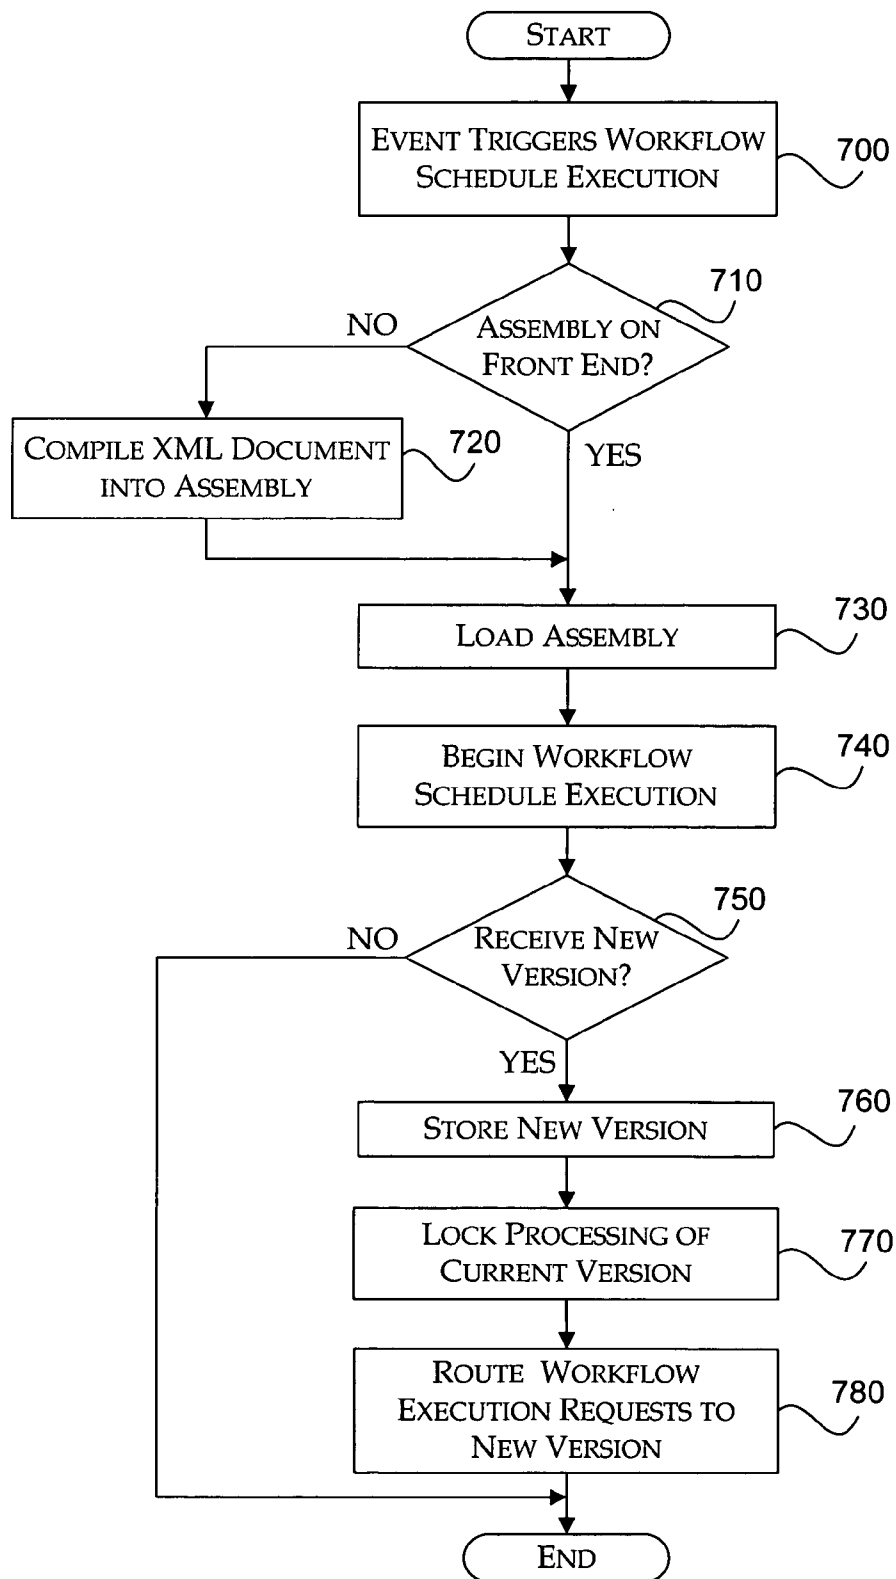 START
EVENT TRIGGERS WORKFLOW
SCHEDULE EXECUTION
700
710
ASSEMBLY ON
FRONT END?
NO
YES
COMPILE XML DOCUMENT
INTO ASSEMBLY
720
LOAD ASSEMBLY
730
BEGIN WORKFLOW
SCHEDULE EXECUTION
740
750
RECEIVE NEW
VERSION?
NO
YES
STORE NEW VERSION
760
LOCK PROCESSING OF
CURRENT VERSION
770
ROUTE WORKFLOW
EXECUTION REQUESTS TO
NEW VERSION
780
END